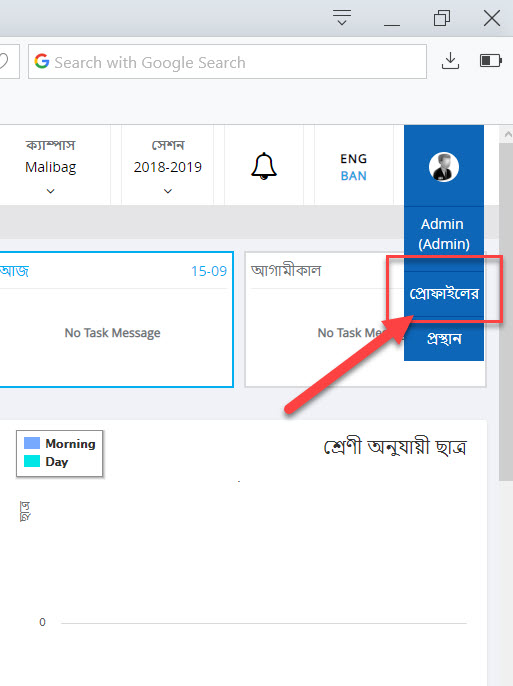 Search with Google Search
ক্যাম্পাস
Malibag
সেশন
2018-2019
ENG
BAN
Admin
(Admin)
প্রোফাইলের
প্রস্থান
আজ
15-09
No Task Message
আগামীকাল
No Task Me
Morning
Day
শ্রেণী অনুযায়ী ছাত্র
ছাত্র
0